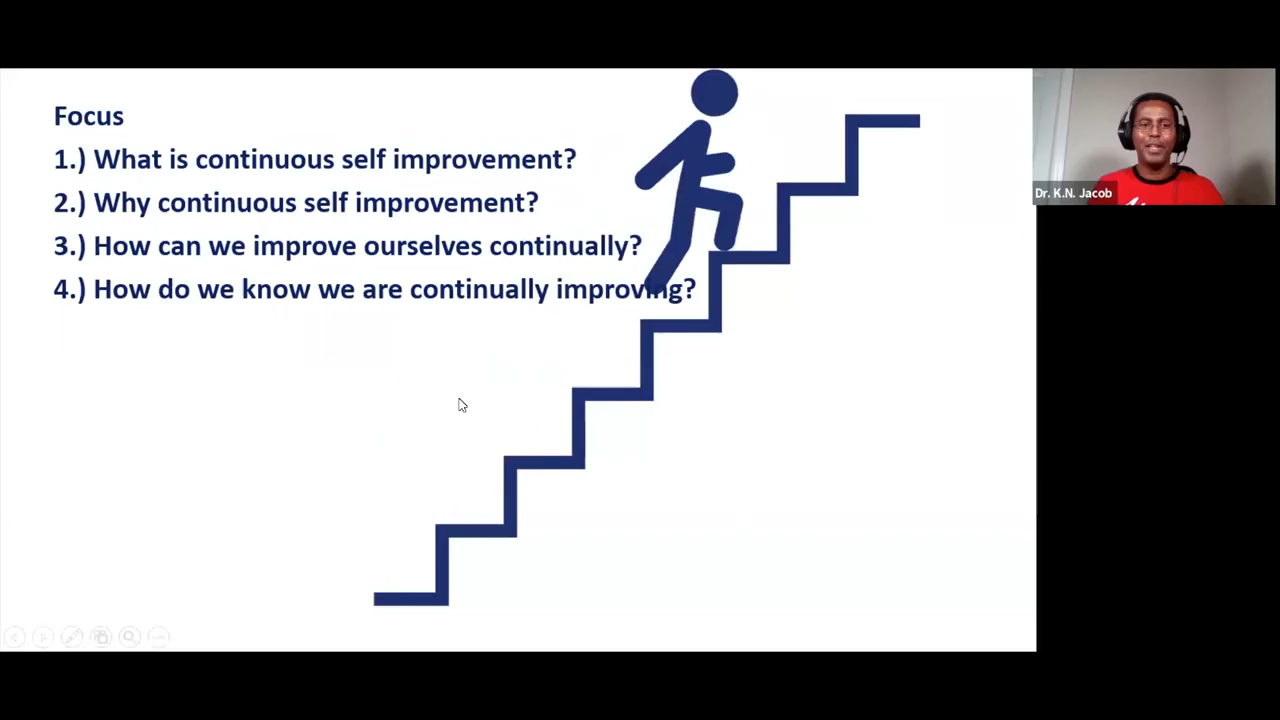 Focus
1.) What is continuous self improvement?
2.) Why continuous self improvement?
3.) How can we improve ourselves continually?
4.) How do we know we are continually improving?
Dr. K.N. Jacob